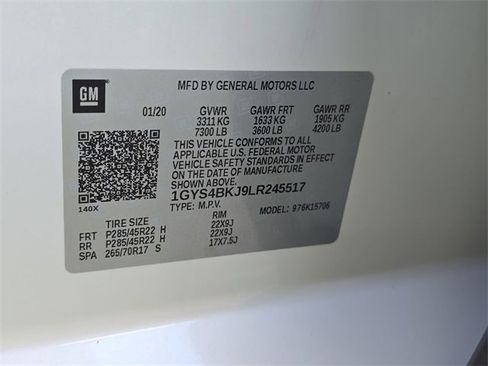 GM
MFD BY GENERAL MOTORS LLC
01/20 GVWR GAWR FRT GAWR RR
3311 KG 1633 KG 1905 KG
7300 LB 3600 LB 4200 LB
THIS VEHICLE CONFORMS TO ALL
APPLICABLE U.S. FEDERAL MOTOR
VEHICLE SAFETY STANDARDS IN EFFECT
ON THE DATE OF MANUFACTURE
SHOWN ABOVE.
1GYS4BKJ9LR245517
140X TYPE: M.P.V. MODEL: 976K15706
TIRE SIZE RIM
FRT P285/45R22 H 22X9J
RR P285/45R22 H 22X9J
SPA 265/70R17 S 17X7.5J